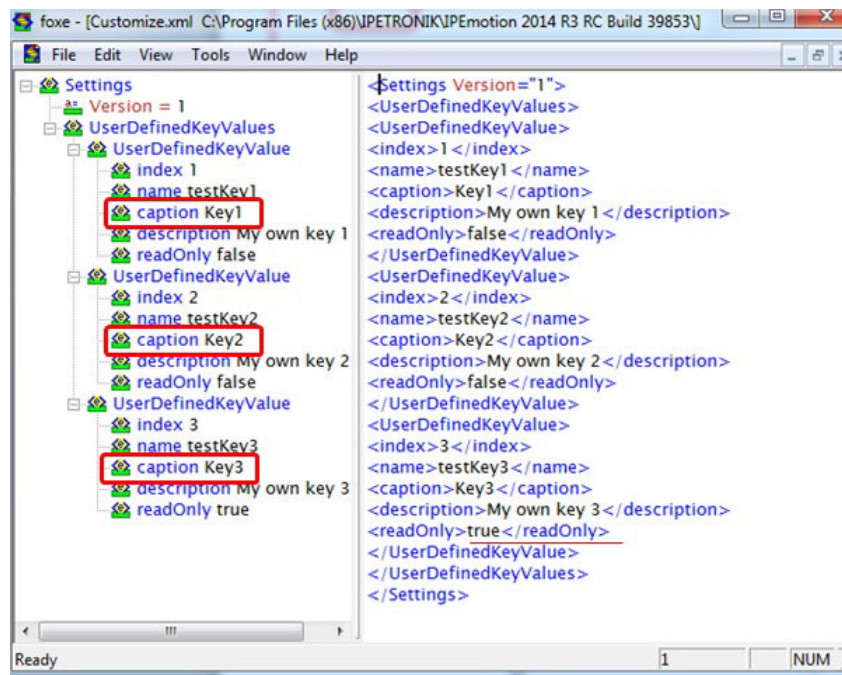 foxe - [Customize.xml C:\Program Files (x86)\IPETRONIK\IPEmotion 2014 R3 RC Build 39853\]
File Edit View Tools Window Help
Settings
Version = 1
UserDefinedKeyValues
UserDefinedKeyValue
index 1
name testKey1
caption Key1
description My own key 1
readOnly false
UserDefinedKeyValue
index 2
name testKey2
caption Key2
description My own key 2
readOnly false
UserDefinedKeyValue
index 3
name testKey3
caption Key3
description My own key 3
readOnly true
<Settings Version="1">
<UserDefinedKeyValues>
<UserDefinedKeyValue>
<index>1</index>
<name>testKey1</name>
<caption>Key1</caption>
<description>My own key 1</description>
<readOnly>false</readOnly>
</UserDefinedKeyValue>
<UserDefinedKeyValue>
<index>2</index>
<name>testKey2</name>
<caption>Key2</caption>
<description>My own key 2</description>
<readOnly>false</readOnly>
</UserDefinedKeyValue>
<UserDefinedKeyValue>
<index>3</index>
<name>testKey3</name>
<caption>Key3</caption>
<description>My own key 3</description>
<readOnly>true</readOnly>
</UserDefinedKeyValue>
</UserDefinedKeyValues>
</Settings>
Ready 1 NUM